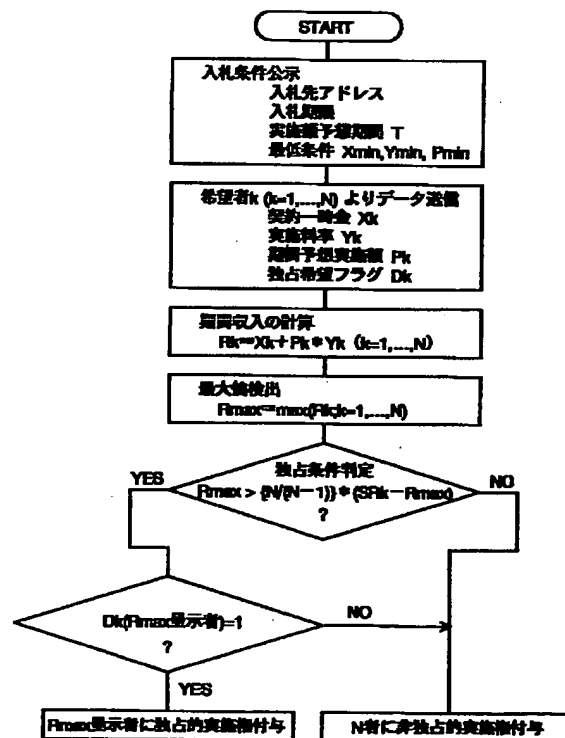 START
入札条件公示
入札先アドレス
入札期限
実施額予想期間 T
最低条件 Xmin,Ymin, Pmin
希望者k (k=1,...,N) よりデータ送信
契約一時金 Xk
実施料率 Yk
期間予想実施額 Pk
独占希望フラグ Dk
期間収入の計算
Rk=Xk+Pk*Yk (k=1,...,N)
最大値検出
Rmax=max(Rk;k=1,...,N)
独占条件判定
YES
NO
Rmax > {N/(N-1)}*(SRk-Rmax)
?
Dk(Rmax呈示者)=1
NO
?
YES
Rmax呈示者に独占的実施権付与
N者に非独占的実施権付与